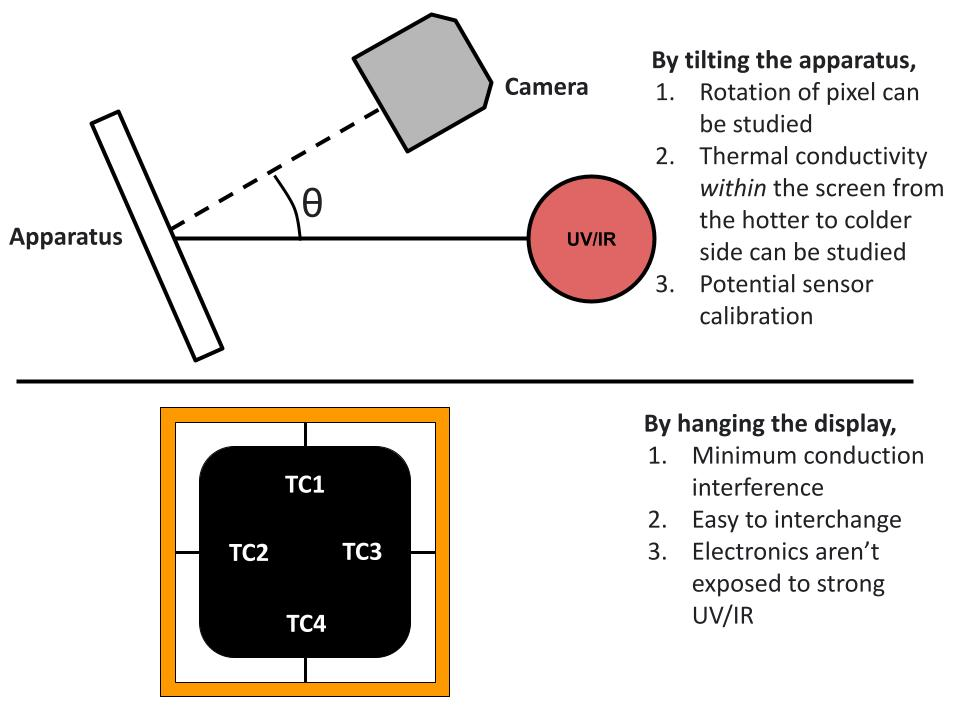 Camera
θ
Apparatus
UV/IR
By tilting the apparatus,
1. Rotation of pixel can
be studied
2. Thermal conductivity
within the screen from
the hotter to colder
side can be studied
3. Potential sensor
calibration
TC1
TC2 TC3
TC4
By hanging the display,
1. Minimum conduction
interference
2. Easy to interchange
3. Electronics aren’t
exposed to strong
UV/IR